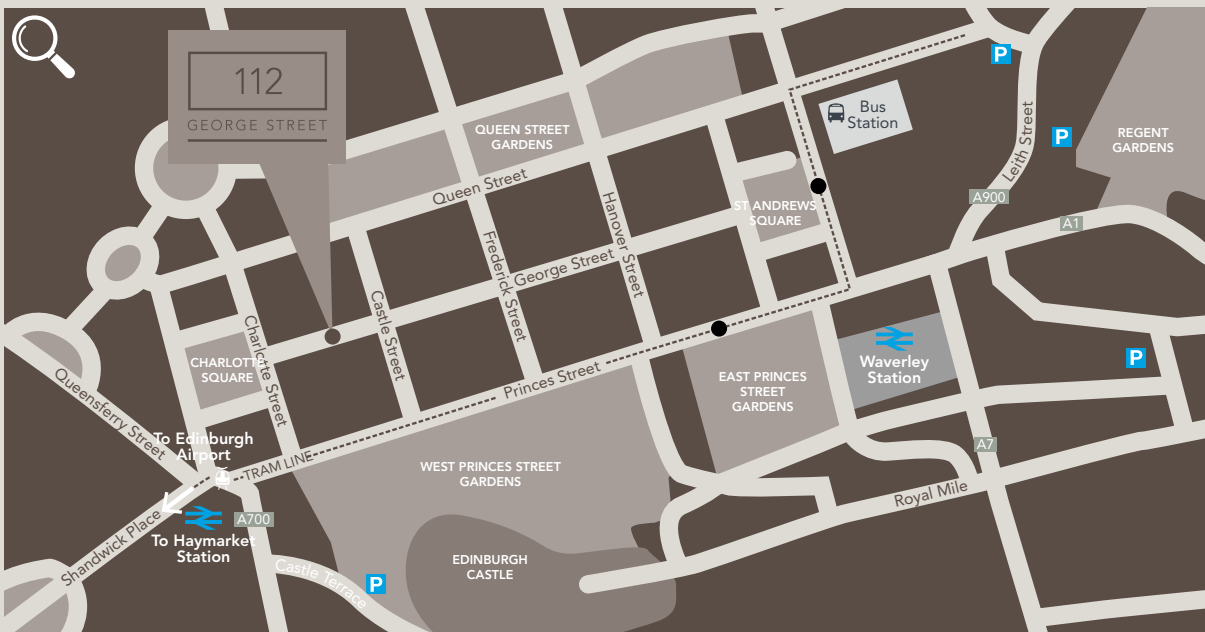 112
GEORGE STREET
P
Bus
Station
Leith Street
P
REGENT
GARDENS
QUEEN STREET
GARDENS
Queen Street
Hanover Street
ST ANDREWS
SQUARE
A900
A1
Frederick Street
George Street
Castle Street
Charlotte Street
CHARLOTTE
SQUARE
Queensferry Street
Princes Street
EAST PRINCES
STREET
GARDENS
Waverley
Station
P
To Edinburgh
Airport
TRAM LINE
WEST PRINCES STREET
GARDENS
A7
Royal Mile
A700
Shandwick Place
To Haymarket
Station
Castle Terrace
P
EDINBURGH
CASTLE